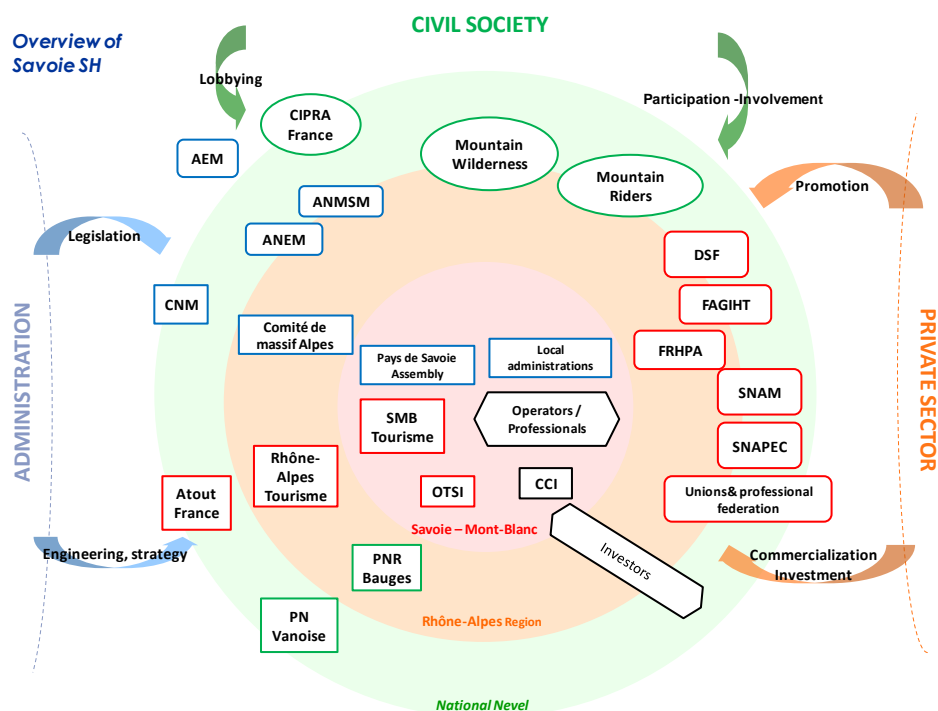 CIVIL SOCIETY
Overview of
Savoie SH
Lobbying
Participation -Involvement
CIPRA
France
AEM
Mountain
Wilderness
Mountain
Riders
Promotion
ANMSM
ANEM
Legislation
DSF
CNM
FAGIHT
Comité de
massif Alpes
Pays de Savoie
Assembly
Local
administrations
FRHPA
ADMINISTRATION
PRIVATE SECTOR
SNAM
SMB
Tourisme
Operators /
Professionals
SNAPEC
Rhône-
Alpes
Tourisme
Atout
France
OTSI
CCI
Unions& professional
federation
Savoie – Mont-Blanc
Engineering, strategy
PNR
Bauges
Investors
Commercialization
Investment
PN
Vanoise
Rhône-Alpes Region
National Nevel